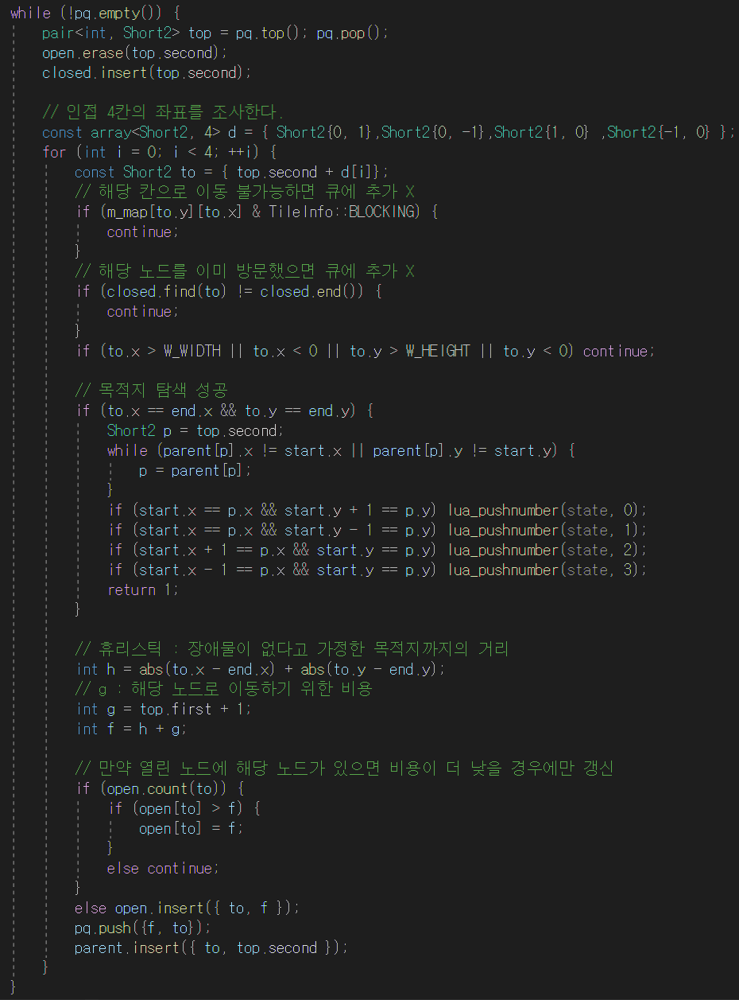 while (!pq.empty()) {
    pair<int, Short2> top = pq.top(); pq.pop();
    open.erase(top.second);
    closed.insert(top.second);

    // 인접 4칸의 좌표를 조사한다.
    const array<Short2, 4> d = { Short2{0, 1},Short2{0, -1},Short2{1, 0} ,Short2{-1, 0} };
    for (int i = 0; i < 4; ++i) {
        const Short2 to = { top.second + d[i]};
        // 해당 칸으로 이동 불가능하면 큐에 추가 X
        if (m_map[to.y][to.x] & TileInfo::BLOCKING) {
            continue;
        }
        // 해당 노드를 이미 방문했으면 큐에 추가 X
        if (closed.find(to) != closed.end()) {
            continue;
        }
        if (to.x > W_WIDTH || to.x < 0 || to.y > W_HEIGHT || to.y < 0) continue;

        // 목적지 탐색 성공
        if (to.x == end.x && to.y == end.y) {
            Short2 p = top.second;
            while (parent[p].x != start.x || parent[p].y != start.y) {
                p = parent[p];
            }
            if (start.x == p.x && start.y + 1 == p.y) lua_pushnumber(state, 0);
            if (start.x == p.x && start.y - 1 == p.y) lua_pushnumber(state, 1);
            if (start.x + 1 == p.x && start.y == p.y) lua_pushnumber(state, 2);
            if (start.x - 1 == p.x && start.y == p.y) lua_pushnumber(state, 3);
            return 1;
        }

        // 휴리스틱 : 장애물이 없다고 가정한 목적지까지의 거리
        int h = abs(to.x - end.x) + abs(to.y - end.y);
        // g : 해당 노드로 이동하기 위한 비용
        int g = top.first + 1;
        int f = h + g;

        // 만약 열린 노드에 해당 노드가 있으면 비용이 더 낮을 경우에만 갱신
        if (open.count(to)) {
            if (open[to] > f) {
                open[to] = f;
            }
            else continue;
        }
        else open.insert({ to, f });
        pq.push({f, to});
        parent.insert({ to, top.second });
    }
}